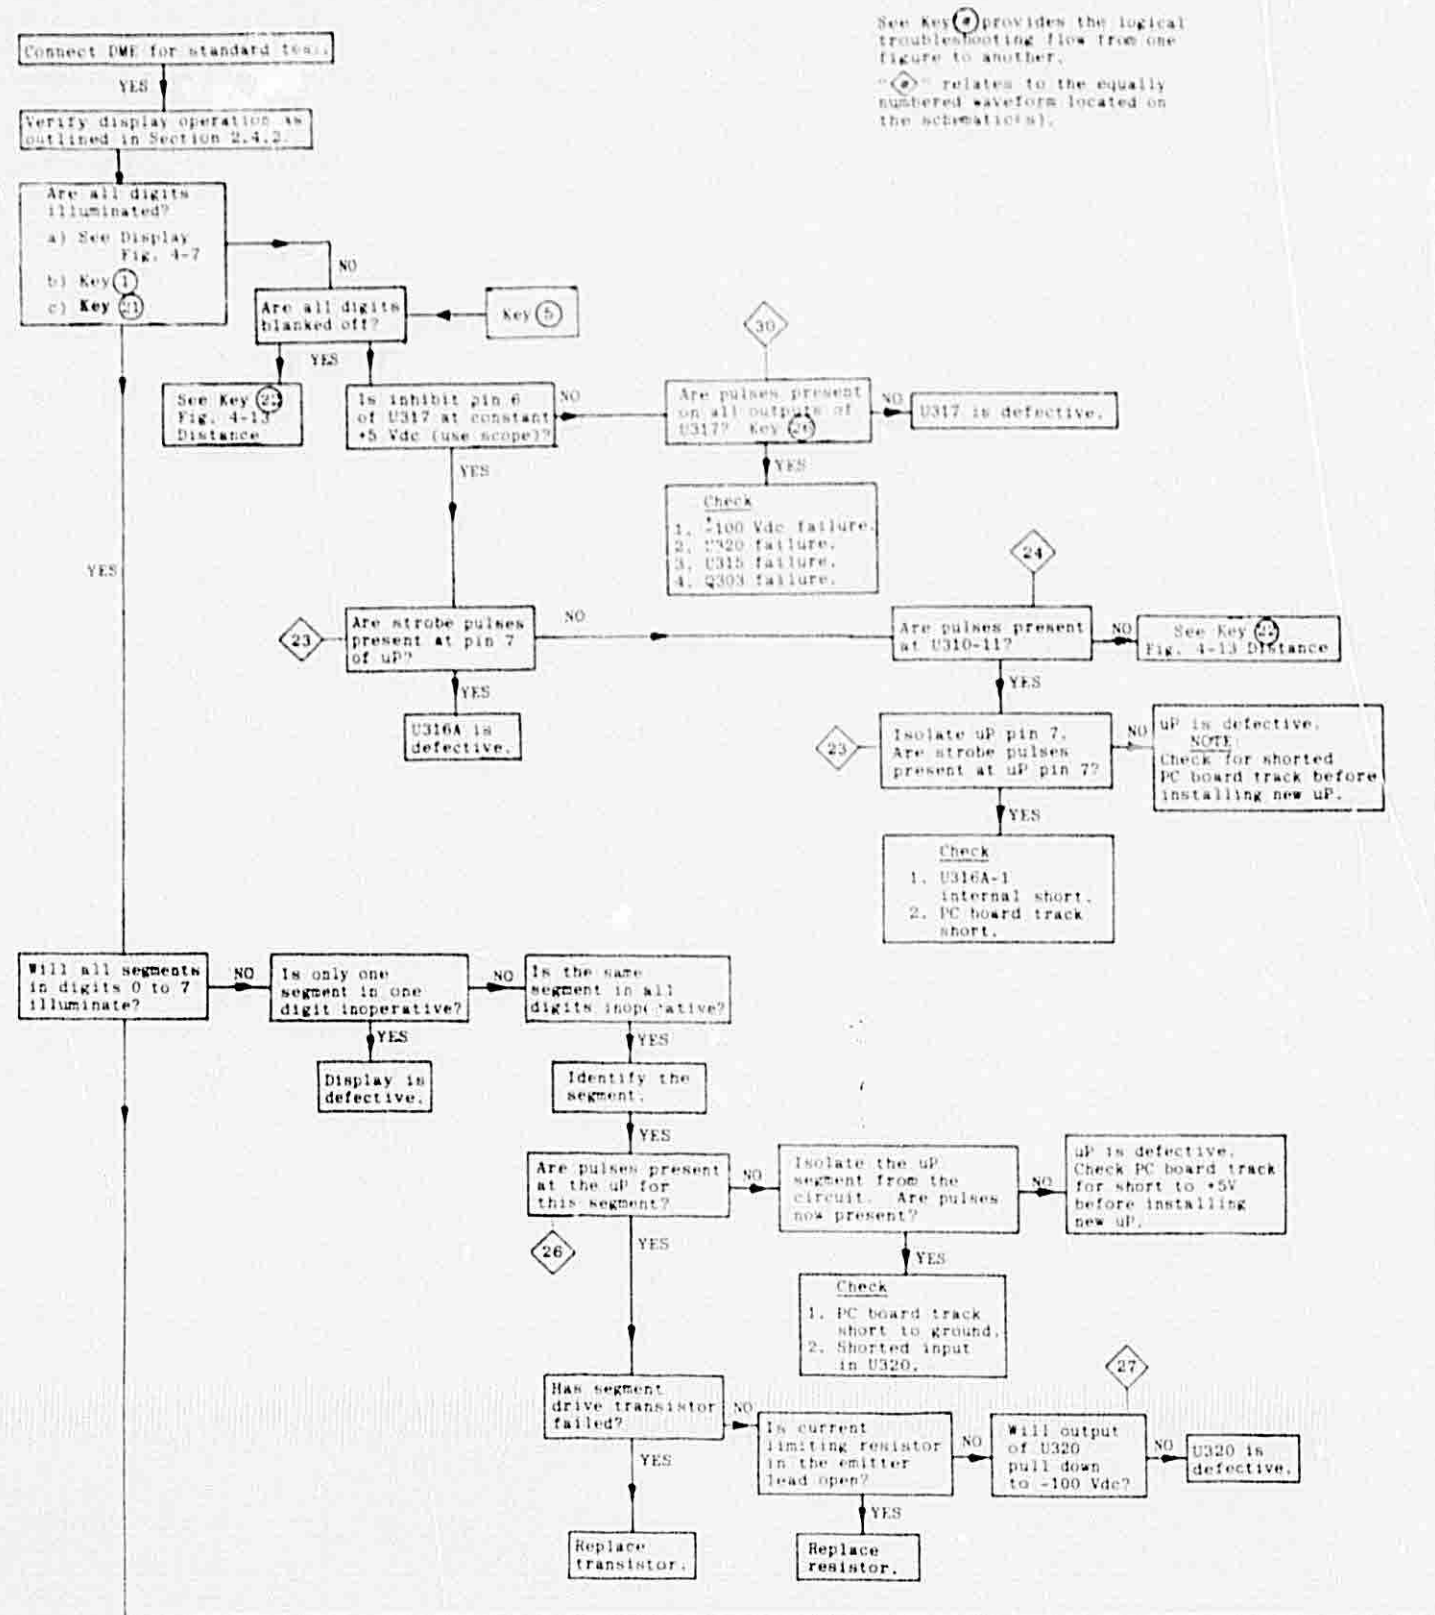 See Key # provides the logical
troubleshooting flow from one
figure to another.
"#" relates to the equally
numbered waveform located on
the schematic(s).
Connect DME for standard test.
YES
Verify display operation as
outlined in Section 2.4.2.
Are all digits
illuminated?
a) See Display
Fig. 4-7
b) Key 1
c) Key 21
NO
YES
Are all digits
blanked off?
Key 5
YES
See Key 22
Fig. 4-13
Distance
Is inhibit pin 6
of U317 at constant
+5 Vdc (use scope)?
NO
YES
30
Are pulses present
on all outputs of
U317? Key 26
NO
U317 is defective.
YES
Check
1. -100 Vdc failure.
2. U320 failure.
3. U315 failure.
4. Q303 failure.
23
Are strobe pulses
present at pin 7
of uP?
NO
YES
U316A is
defective.
24
Are pulses present
at U310-11?
NO
See Key 22
Fig. 4-13 Distance
YES
23
Isolate uP pin 7.
Are strobe pulses
present at uP pin 7?
NO
uP is defective.
NOTE
Check for shorted
PC board track before
installing new uP.
YES
Check
1. U316A-1
internal short.
2. PC board track
short.
Will all segments
in digits 0 to 7
illuminate?
NO
Is only one
segment in one
digit inoperative?
NO
Is the same
segment in all
digits inoperative?
YES
Display is
defective.
YES
Identify the
segment.
YES
Are pulses present
at the uP for
this segment?
26
NO
YES
Isolate the uP
segment from the
circuit. Are pulses
now present?
NO
uP is defective.
Check PC board track
for short to +5V
before installing
new uP.
YES
Check
1. PC board track
short to ground.
2. Shorted input
in U320.
Has segment
drive transistor
failed?
NO
YES
Replace
transistor.
Is current
limiting resistor
in the emitter
lead open?
NO
YES
Replace
resistor.
27
Will output
of U320
pull down
to -100 Vdc?
NO
U320 is
defective.